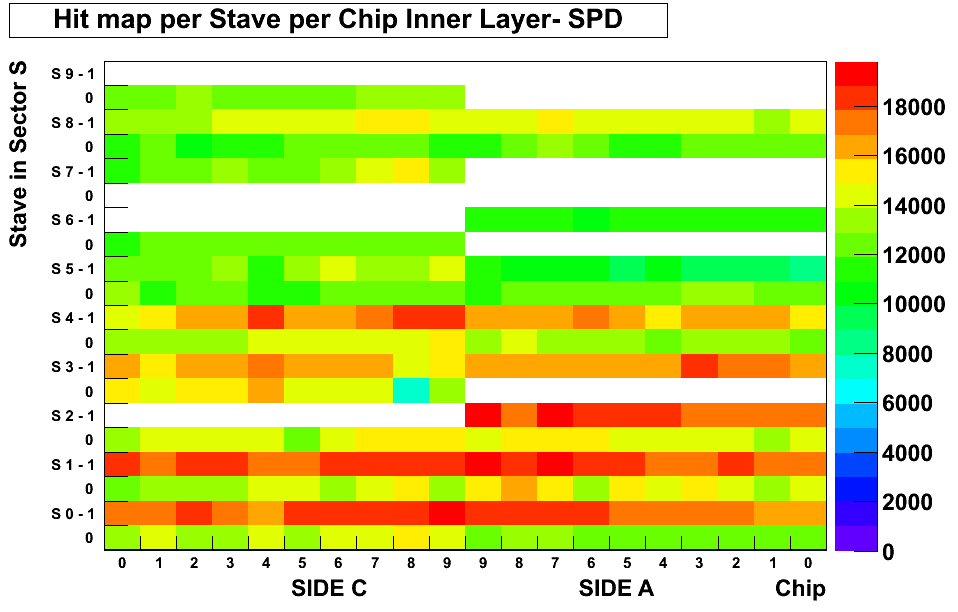 Hit map per Stave per Chip Inner Layer- SPD
Stave in Sector S
S 9 - 1
0
S 8 - 1
0
S 7 - 1
0
S 6 - 1
0
S 5 - 1
0
S 4 - 1
0
S 3 - 1
0
S 2 - 1
0
S 1 - 1
0
S 0 - 1
0
0 1 2 3 4 5 6 7 8 9 9 8 7 6 5 4 3 2 1 0
SIDE C SIDE A Chip
18000
16000
14000
12000
10000
8000
6000
4000
2000
0